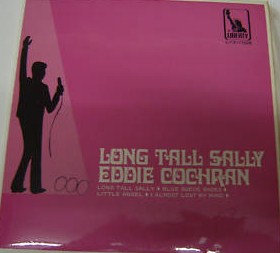 LIBERTY
LONG TALL SALLY
EDDIE COCHRAN
LONG TALL SALLY ♦ BLUE SUEDE SHOES ♦
LITTLE ANGEL ♦ I ALMOST LOST MY MIND ♦